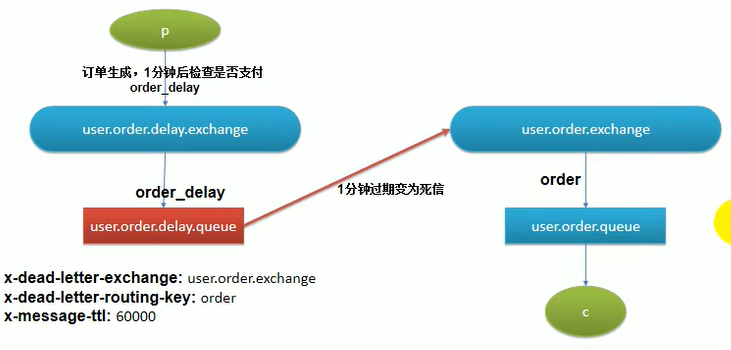 p
订单生成，1分钟后检查是否支付
order_delay
user.order.delay.exchange
order_delay
user.order.delay.queue
1分钟过期变为死信
user.order.exchange
order
user.order.queue
c
x-dead-letter-exchange: user.order.exchange
x-dead-letter-routing-key: order
x-message-ttl: 60000